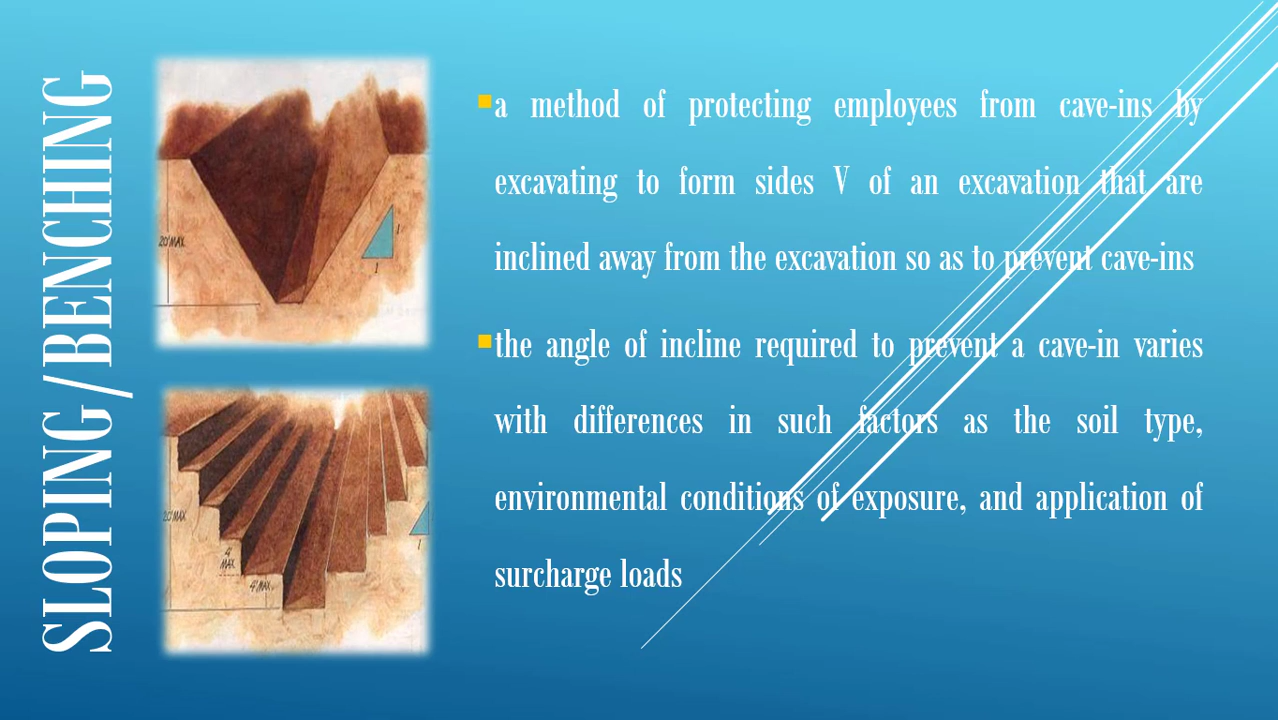 SLOPING/BENCHING
20'MAX.
1'
1
20'MAX.
4'
MAX.
4'MAX.
1
a method of protecting employees from cave-ins by
excavating to form sides V of an excavation that are
inclined away from the excavation so as to prevent cave-ins
the angle of incline required to prevent a cave-in varies
with differences in such factors as the soil type,
environmental conditions of exposure, and application of
surcharge loads